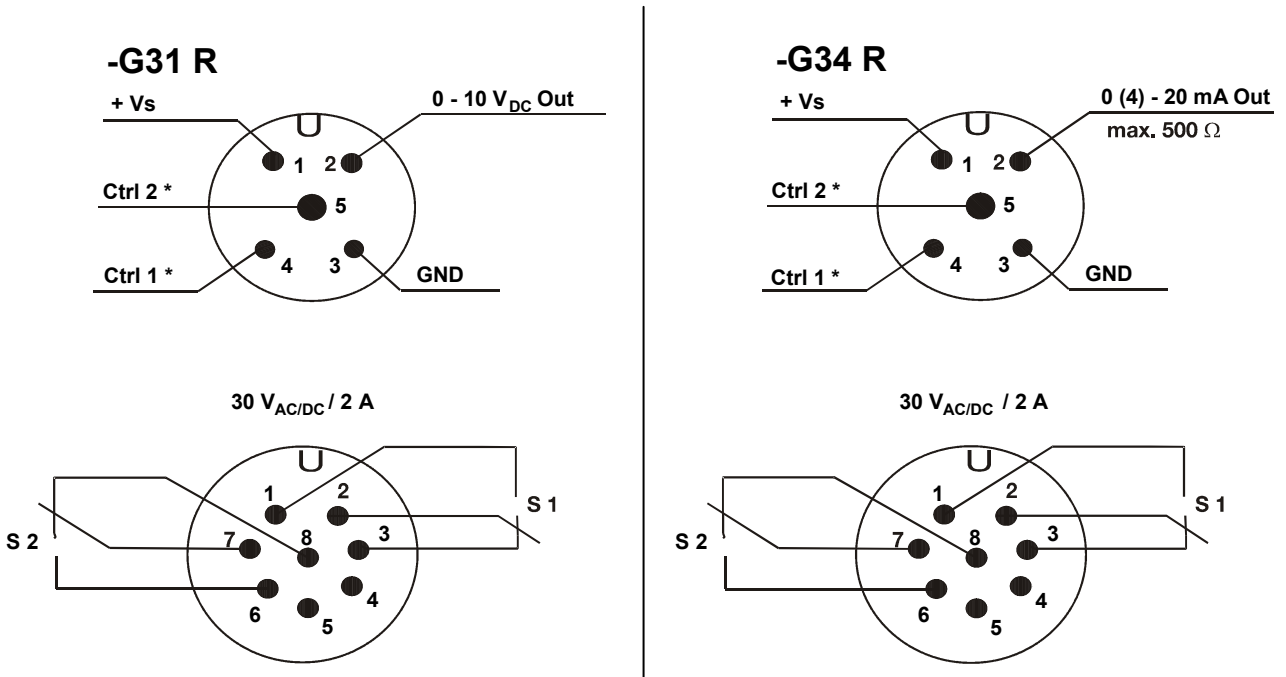 -G31 R
+ Vs
0 - 10 VDC Out
1 2
Ctrl 2 *
5
Ctrl 1 *
4 3
GND
30 VAC/DC / 2 A
1 2
S 1
S 2
7 8 3
6 5 4
-G34 R
+ Vs
0 (4) - 20 mA Out
max. 500 Ω
1 2
Ctrl 2 *
5
Ctrl 1 *
4 3
GND
30 VAC/DC / 2 A
1 2
S 1
S 2
7 8 3
6 5 4